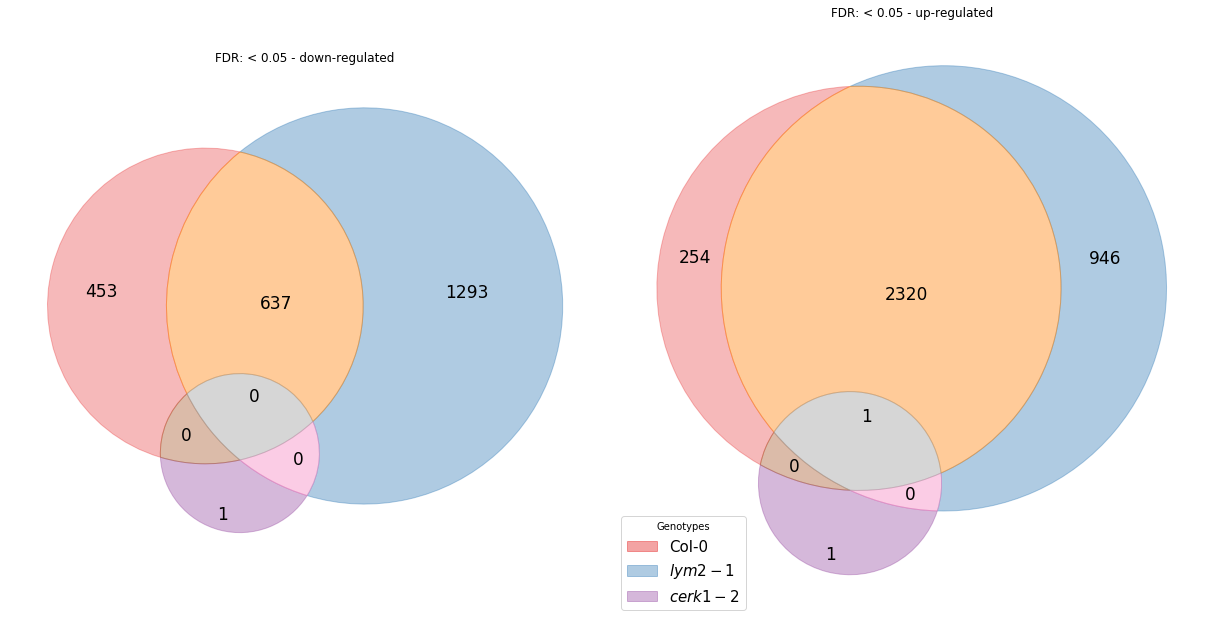 FDR: < 0.05 - down-regulated
453
637
1293
0
0
0
1
FDR: < 0.05 - up-regulated
254
2320
946
1
0
0
1
Genotypes
Col-0
lym2 − 1
cerk1 − 2